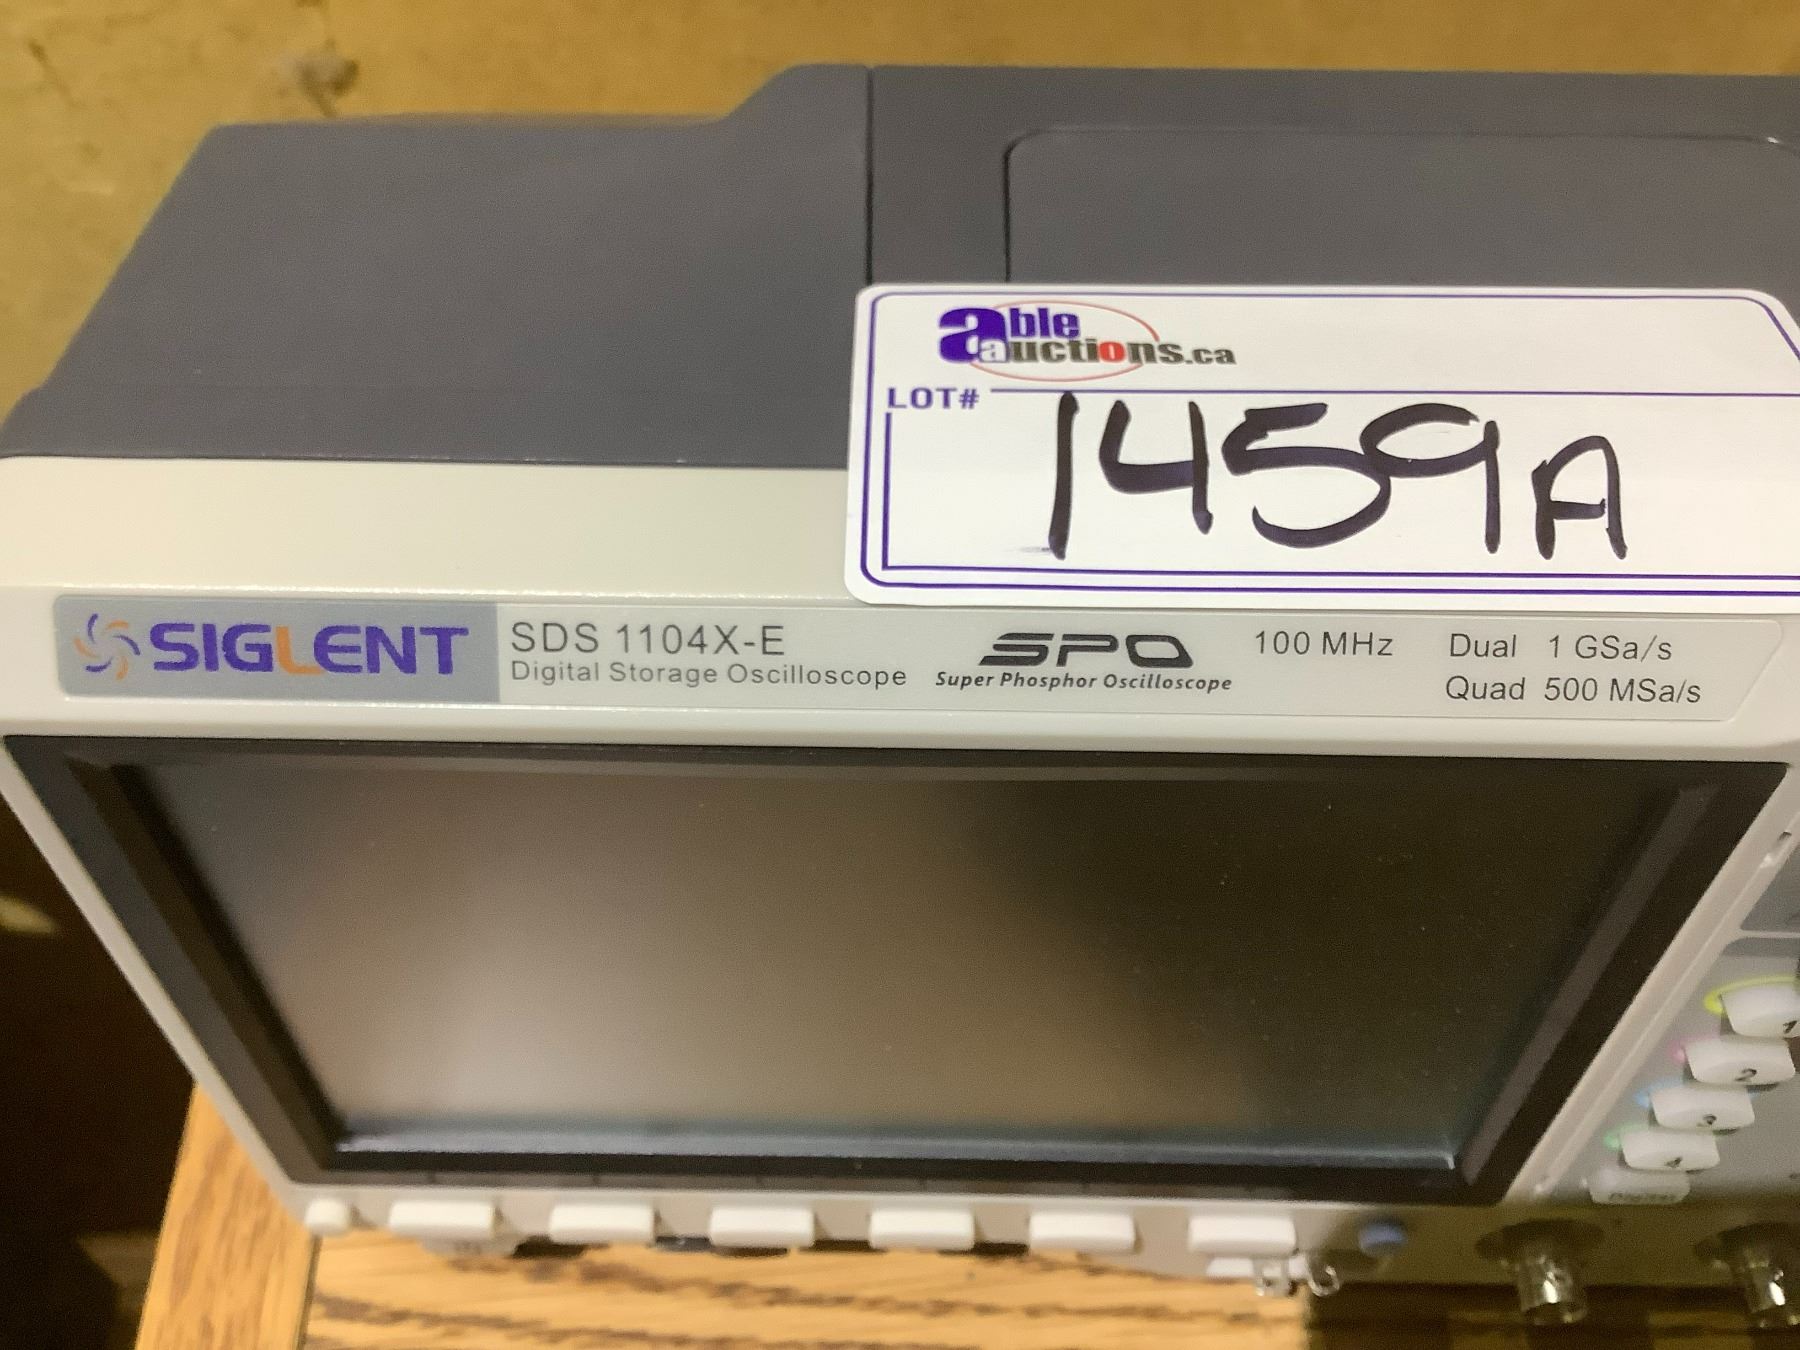 able
auctions.ca
LOT#
1459A
SIGLENT
SDS 1104X-E
Digital Storage Oscilloscope
SPO
Super Phosphor Oscilloscope
100 MHz
Dual 1 GSa/s
Quad 500 MSa/s
1
2
3
4
Digital